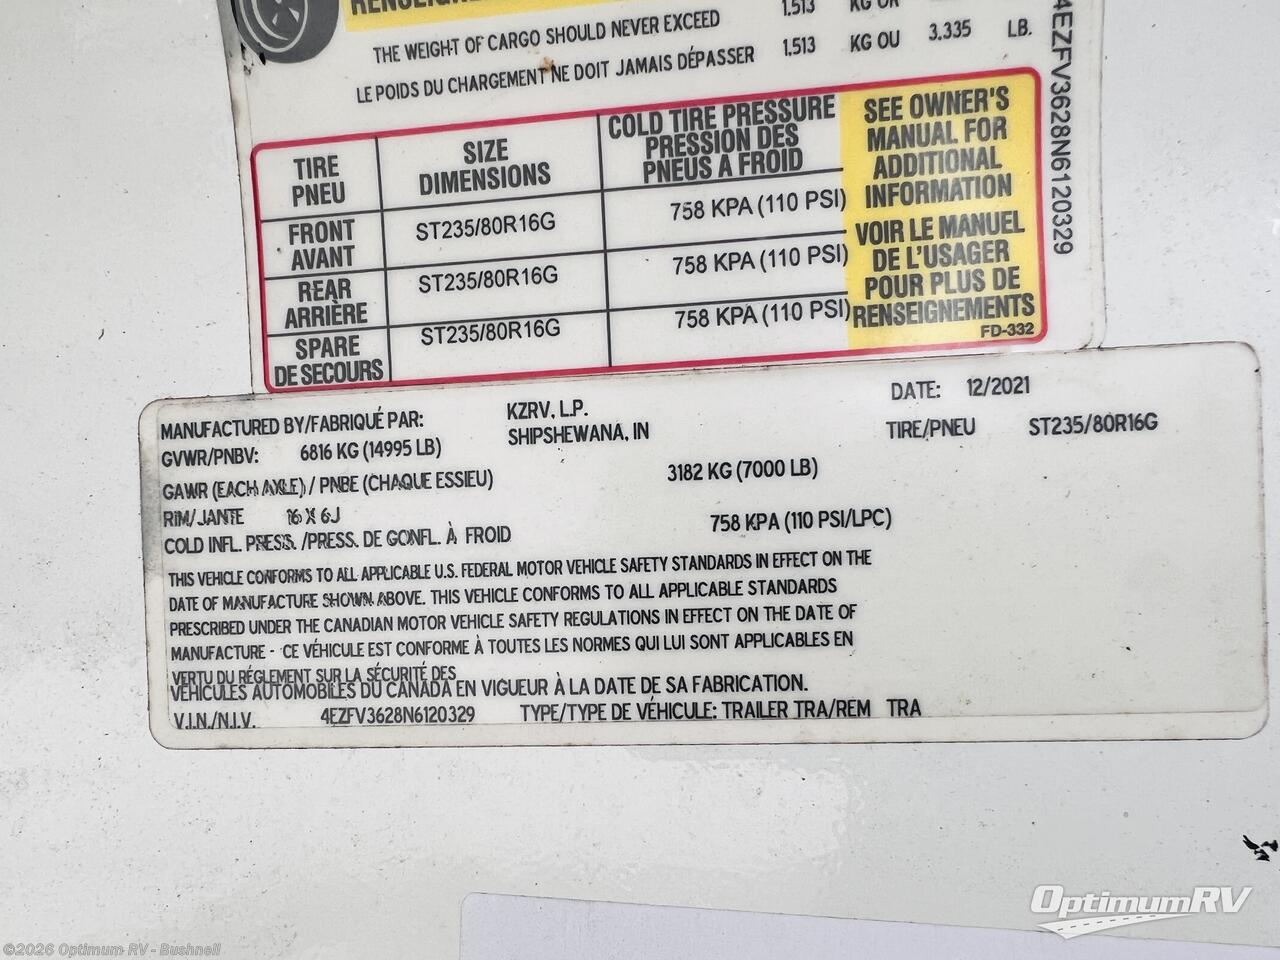 THE WEIGHT OF CARGO SHOULD NEVER EXCEED 1,513 KG OR
LE POIDS DU CHARGEMENT NE DOIT JAMAIS DÉPASSER 1,513 KG OU 3,335 LB.
4EZFV3628N6120329
TIRE PNEU
SIZE DIMENSIONS
COLD TIRE PRESSURE
PRESSION DES
PNEUS A FROID
FRONT AVANT ST235/80R16G 758 KPA (110 PSI)
REAR ARRIÈRE ST235/80R16G 758 KPA (110 PSI)
SPARE DE SECOURS ST235/80R16G 758 KPA (110 PSI)
SEE OWNER'S
MANUAL FOR
ADDITIONAL
INFORMATION
VOIR LE MANUEL
DE L'USAGER
POUR PLUS DE
RENSEIGNEMENTS
FD-332
MANUFACTURED BY/FABRIQUÉ PAR: KZRV, L.P. DATE: 12/2021
SHIPSHEWANA, IN
GVWR/PNBV: 6816 KG (14995 LB) TIRE/PNEU ST235/80R16G
GAWR (EACH AXLE) / PNBE (CHAQUE ESSIEU) 3182 KG (7000 LB)
RIM/JANTE 16 X 6J
COLD INFL. PRESS. /PRESS. DE GONFL. À FROID 758 KPA (110 PSI/LPC)
THIS VEHICLE CONFORMS TO ALL APPLICABLE U.S. FEDERAL MOTOR VEHICLE SAFETY STANDARDS IN EFFECT ON THE
DATE OF MANUFACTURE SHOWN ABOVE. THIS VEHICLE CONFORMS TO ALL APPLICABLE STANDARDS
PRESCRIBED UNDER THE CANADIAN MOTOR VEHICLE SAFETY REGULATIONS IN EFFECT ON THE DATE OF
MANUFACTURE - CE VÉHICULE EST CONFORME À TOUTES LES NORMES QUI LUI SONT APPLICABLES EN
VERTU DU RÉGLEMENT SUR LA SÉCURITÉ DES
VÉHICULES AUTOMOBILES DU CANADA EN VIGUEUR À LA DATE DE SA FABRICATION.
V.I.N./N.I.V. 4EZFV3628N6120329 TYPE/TYPE DE VÉHICULE: TRAILER TRA/REM TRA
OptimumRV
©2026 Optimum RV - Bushnell